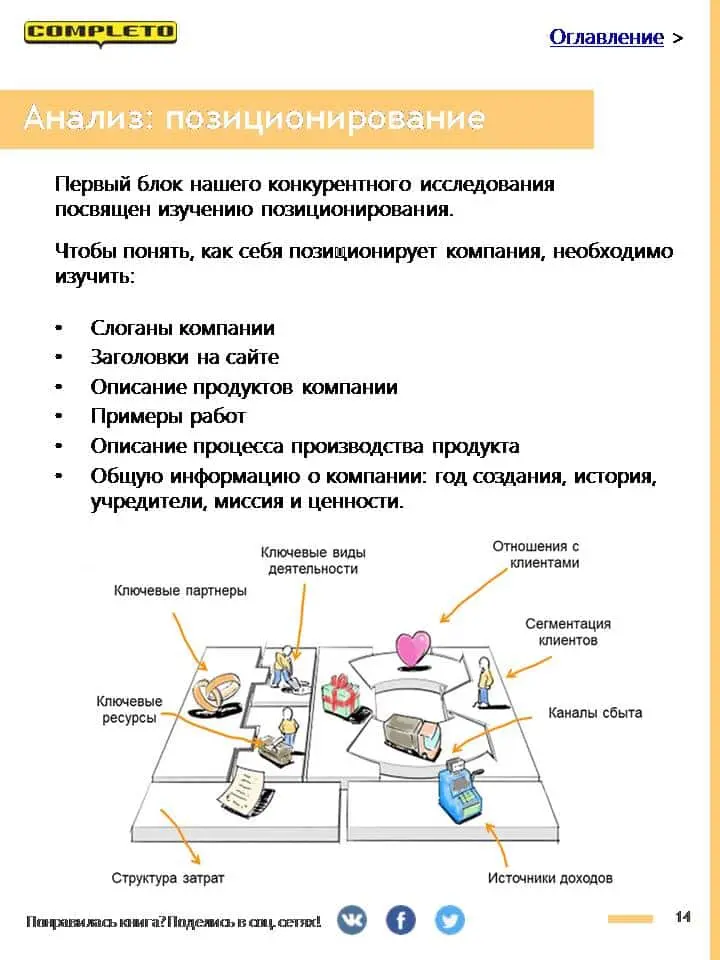 COMPLETO
Оглавление >
Анализ: позиционирование
Первый блок нашего конкурентного исследования
посвящен изучению позиционирования.
Чтобы понять, как себя позиционирует компания, необходимо
изучить:
• Слоганы компании
• Заголовки на сайте
• Описание продуктов компании
• Примеры работ
• Описание процесса производства продукта
• Общую информацию о компании: год создания, история,
учредители, миссия и ценности.
Ключевые виды
деятельности
Отношения с
клиентами
Ключевые партнеры
Сегментация
клиентов
Ключевые
ресурсы
Каналы сбыта
Структура затрат
Источники доходов
Понравилась книга? Поделись в соц. сетях!
14